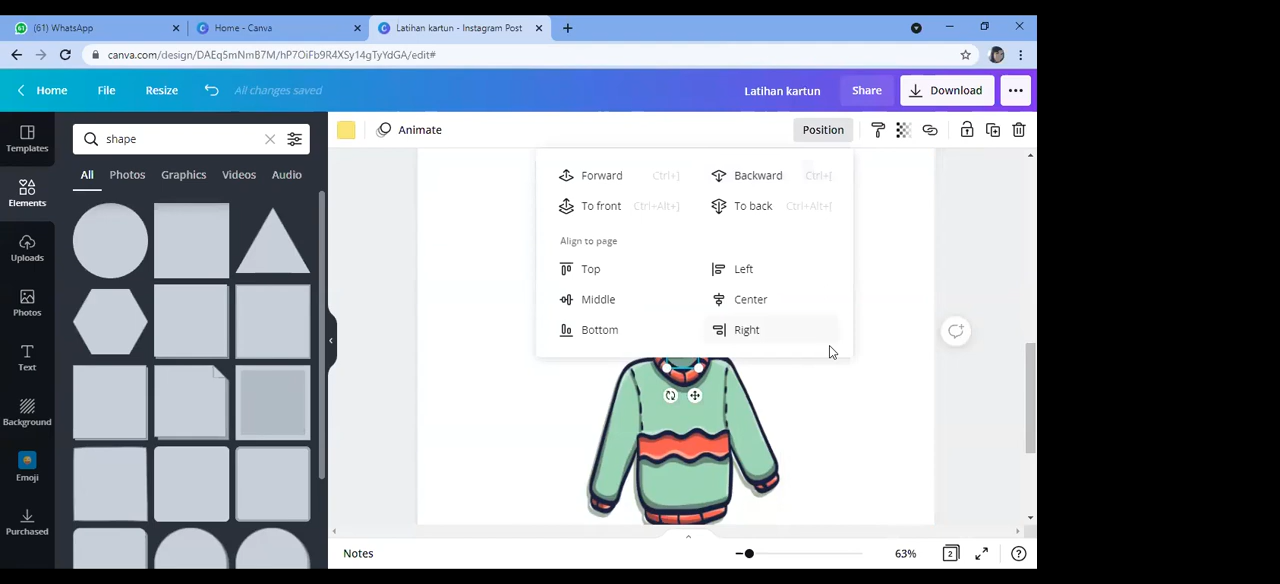 (61) WhatsApp
Home - Canva
Latihan kartun - Instagram Post
canva.com/design/DAEq5mNmB7M/hP7OiFb9R4XSy14gTyYdGA/edit#
Home File Resize All changes saved Latihan kartun Share Download
Templates
Elements
Uploads
Photos
Text
Background
Emoji
Purchased
shape
All Photos Graphics Videos Audio
Animate Position
Forward Ctrl+] Backward Ctrl+[
To front Ctrl+Alt+] To back Ctrl+Alt+[
Align to page
Top Left
Middle Center
Bottom Right
Notes 63% 2